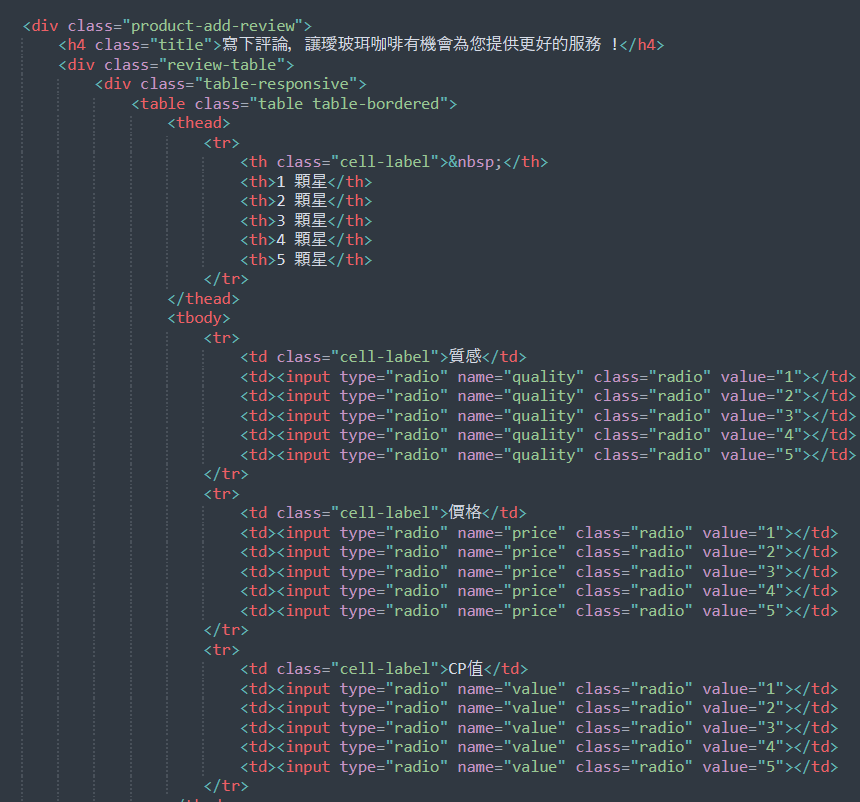 <div class="product-add-review">
<h4 class="title">寫下評論, 讓璦玻珥咖啡有機會為您提供更好的服務 !</h4>
<div class="review-table">
<div class="table-responsive">
<table class="table table-bordered">
<thead>
<tr>
<th class="cell-label">&nbsp;</th>
<th>1 顆星</th>
<th>2 顆星</th>
<th>3 顆星</th>
<th>4 顆星</th>
<th>5 顆星</th>
</tr>
</thead>
<tbody>
<tr>
<td class="cell-label">質感</td>
<td><input type="radio" name="quality" class="radio" value="1"></td>
<td><input type="radio" name="quality" class="radio" value="2"></td>
<td><input type="radio" name="quality" class="radio" value="3"></td>
<td><input type="radio" name="quality" class="radio" value="4"></td>
<td><input type="radio" name="quality" class="radio" value="5"></td>
</tr>
<tr>
<td class="cell-label">價格</td>
<td><input type="radio" name="price" class="radio" value="1"></td>
<td><input type="radio" name="price" class="radio" value="2"></td>
<td><input type="radio" name="price" class="radio" value="3"></td>
<td><input type="radio" name="price" class="radio" value="4"></td>
<td><input type="radio" name="price" class="radio" value="5"></td>
</tr>
<tr>
<td class="cell-label">CP值</td>
<td><input type="radio" name="value" class="radio" value="1"></td>
<td><input type="radio" name="value" class="radio" value="2"></td>
<td><input type="radio" name="value" class="radio" value="3"></td>
<td><input type="radio" name="value" class="radio" value="4"></td>
<td><input type="radio" name="value" class="radio" value="5"></td>
</tr>